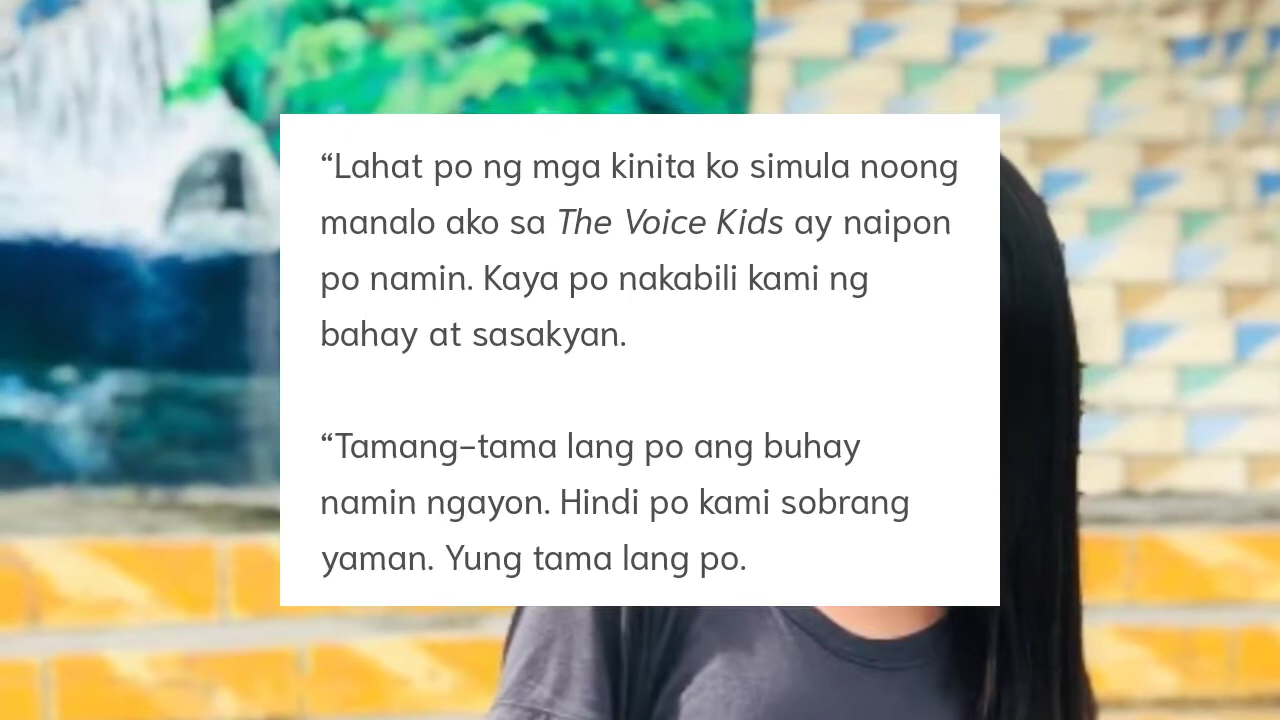 “Lahat po ng mga kinita ko simula noong
manalo ako sa The Voice Kids ay naipon
po namin. Kaya po nakabili kami ng
bahay at sasakyan.
“Tamang-tama lang po ang buhay
namin ngayon. Hindi po kami sobrang
yaman. Yung tama lang po.